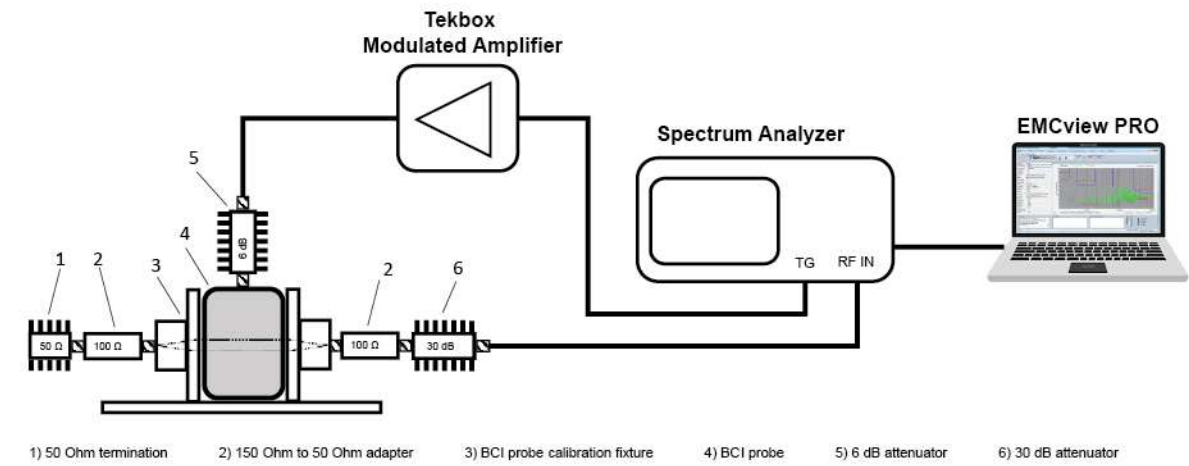 Tekbox
Modulated Amplifier
Spectrum Analyzer
EMCview PRO
5
6 dB
4
1
2
3
2
6
TG
RF IN
50 Ω
100 Ω
100 Ω
30 dB
1) 50 Ohm termination
2) 150 Ohm to 50 Ohm adapter
3) BCI probe calibration fixture
4) BCI probe
5) 6 dB attenuator
6) 30 dB attenuator